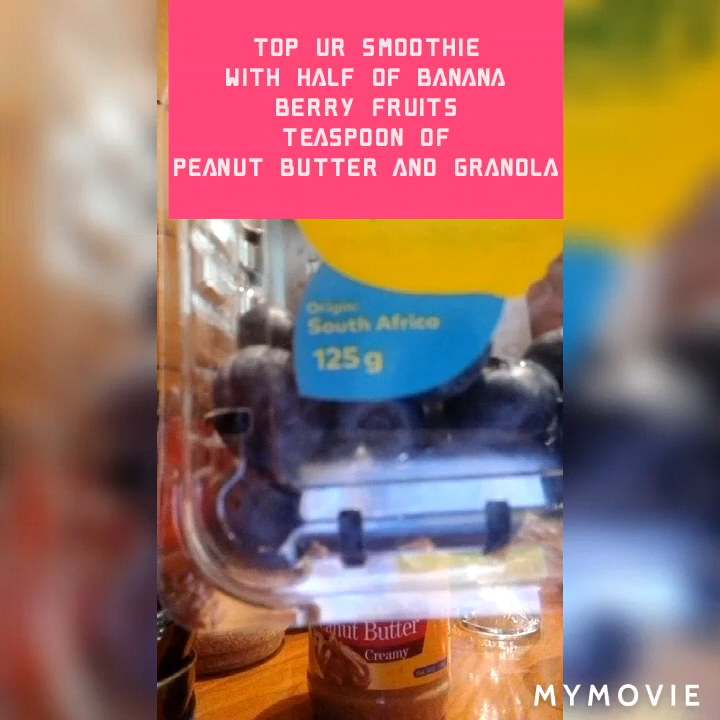 TOP UR SMOOTHIE
WITH HALF OF BANANA
BERRY FRUITS
TEASPOON OF
PEANUT BUTTER AND GRANOLA
Origin:
South Africa
125g
Butter
Creamy
MYMOVIE